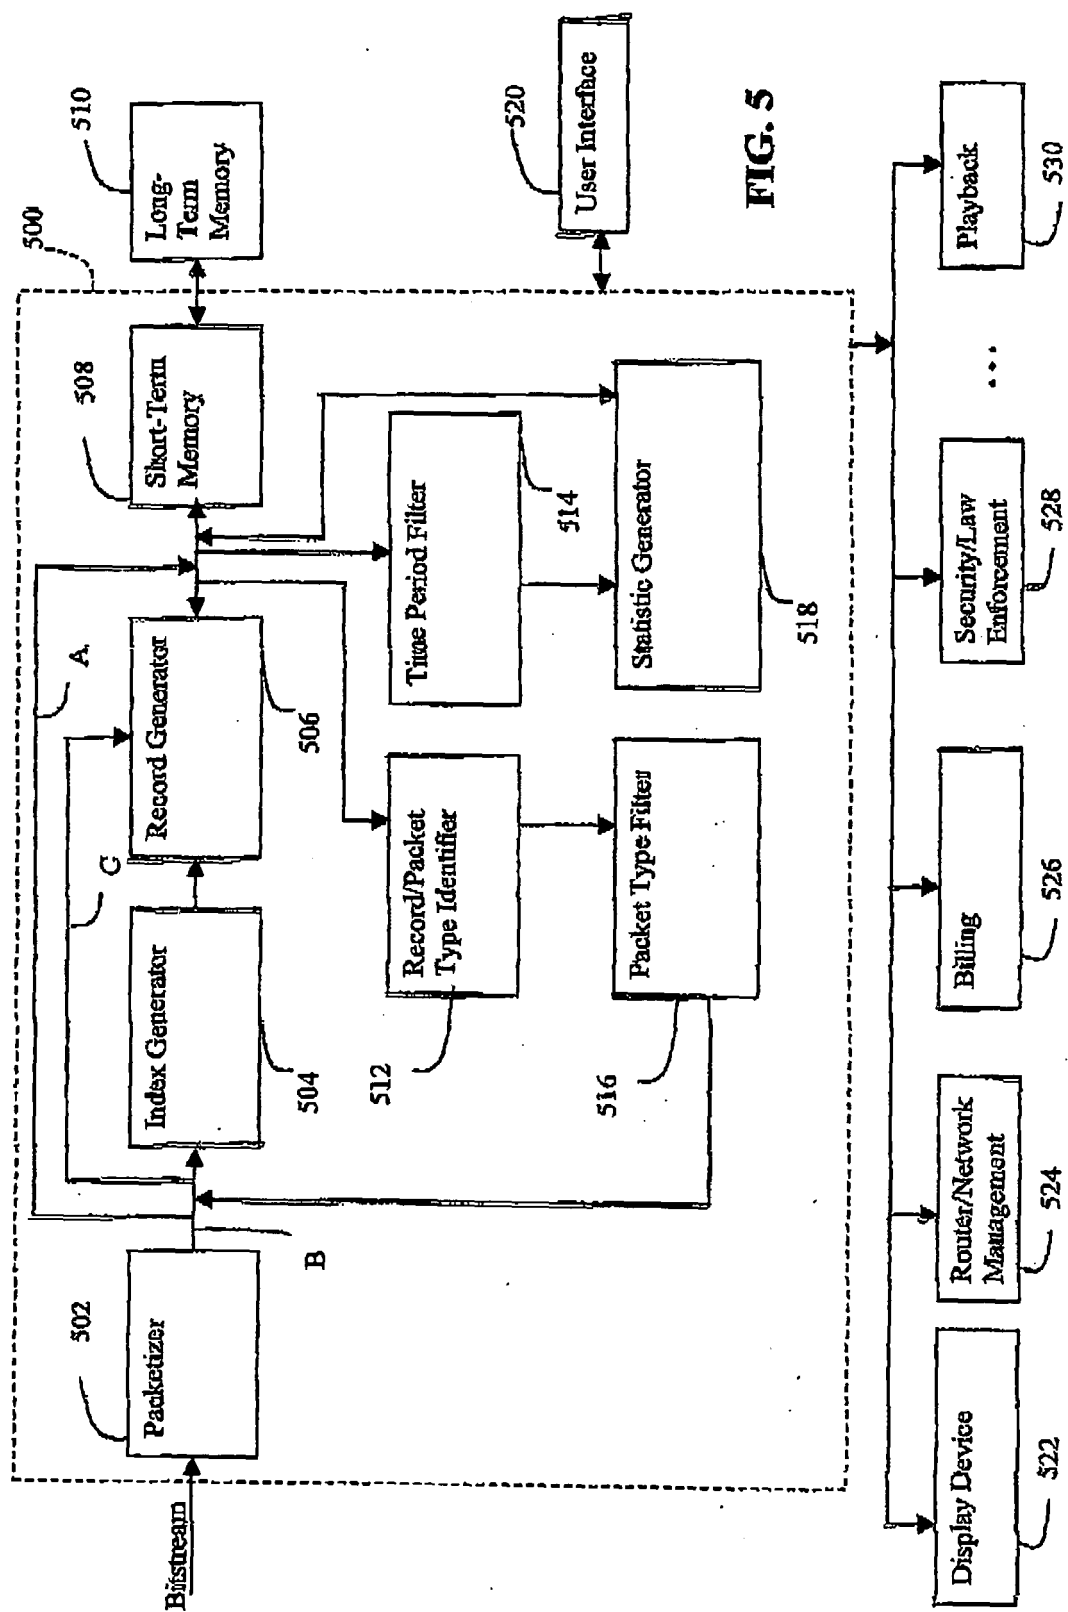 500
502
Packetizer
Bitstream
B
C
A
Index Generator
504
Record Generator
506
508
Short-Term
Memory
510
Long-
Term
Memory
Record/Packet
Type Identifier
512
Time Period Filter
514
Packet Type Filter
516
Statistic Generator
518
520
User Interface
FIG. 5
Display Device
522
Router/Network
Management
524
Billing
526
Security/Law
Enforcement
528
...
Playback
530